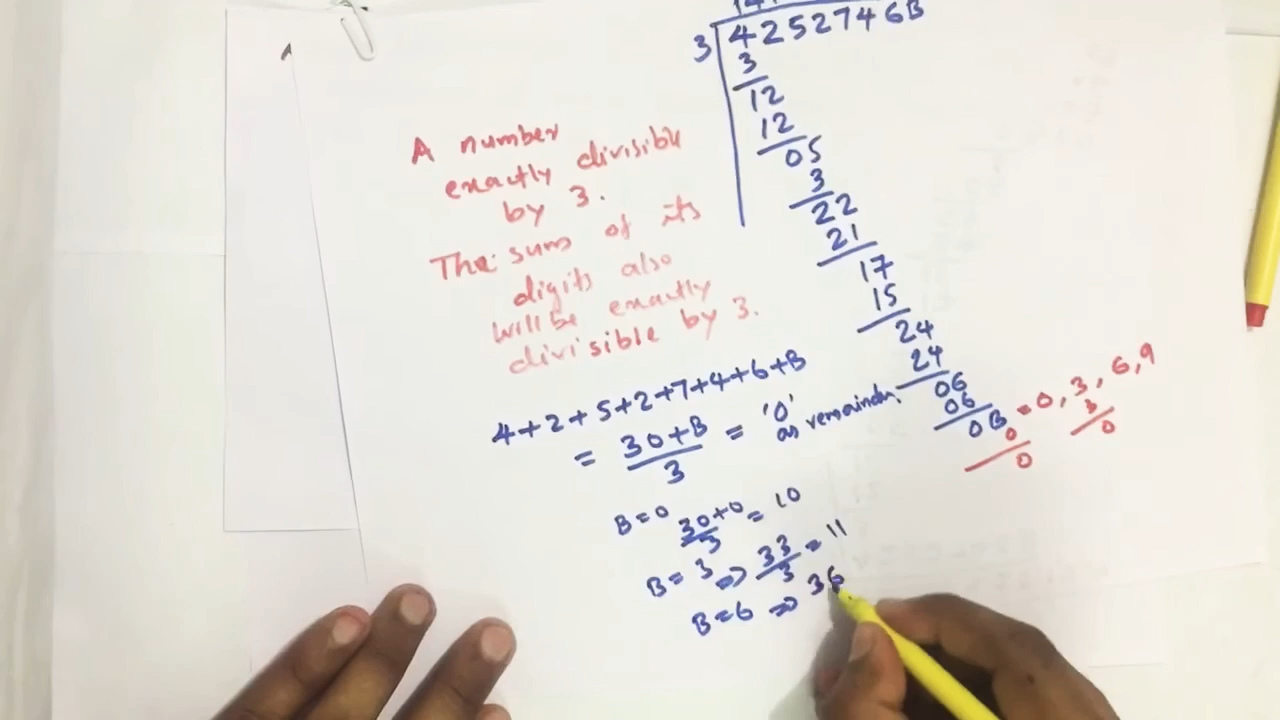 3 4252746B
3
12
12
05
3
22
21
17
15
24
24
06
06
0B = 0, 3, 6, 9
0 3
0 0
A number
exactly divisible
by 3.
The sum of its
digits also
will be exactly
divisible by 3.
4+2+5+2+7+4+6+B
= 30+B / 3 = '0' as remainder
B=0 30+0 / 3 = 10
B=3 => 33 / 3 = 11
B=6 => 36